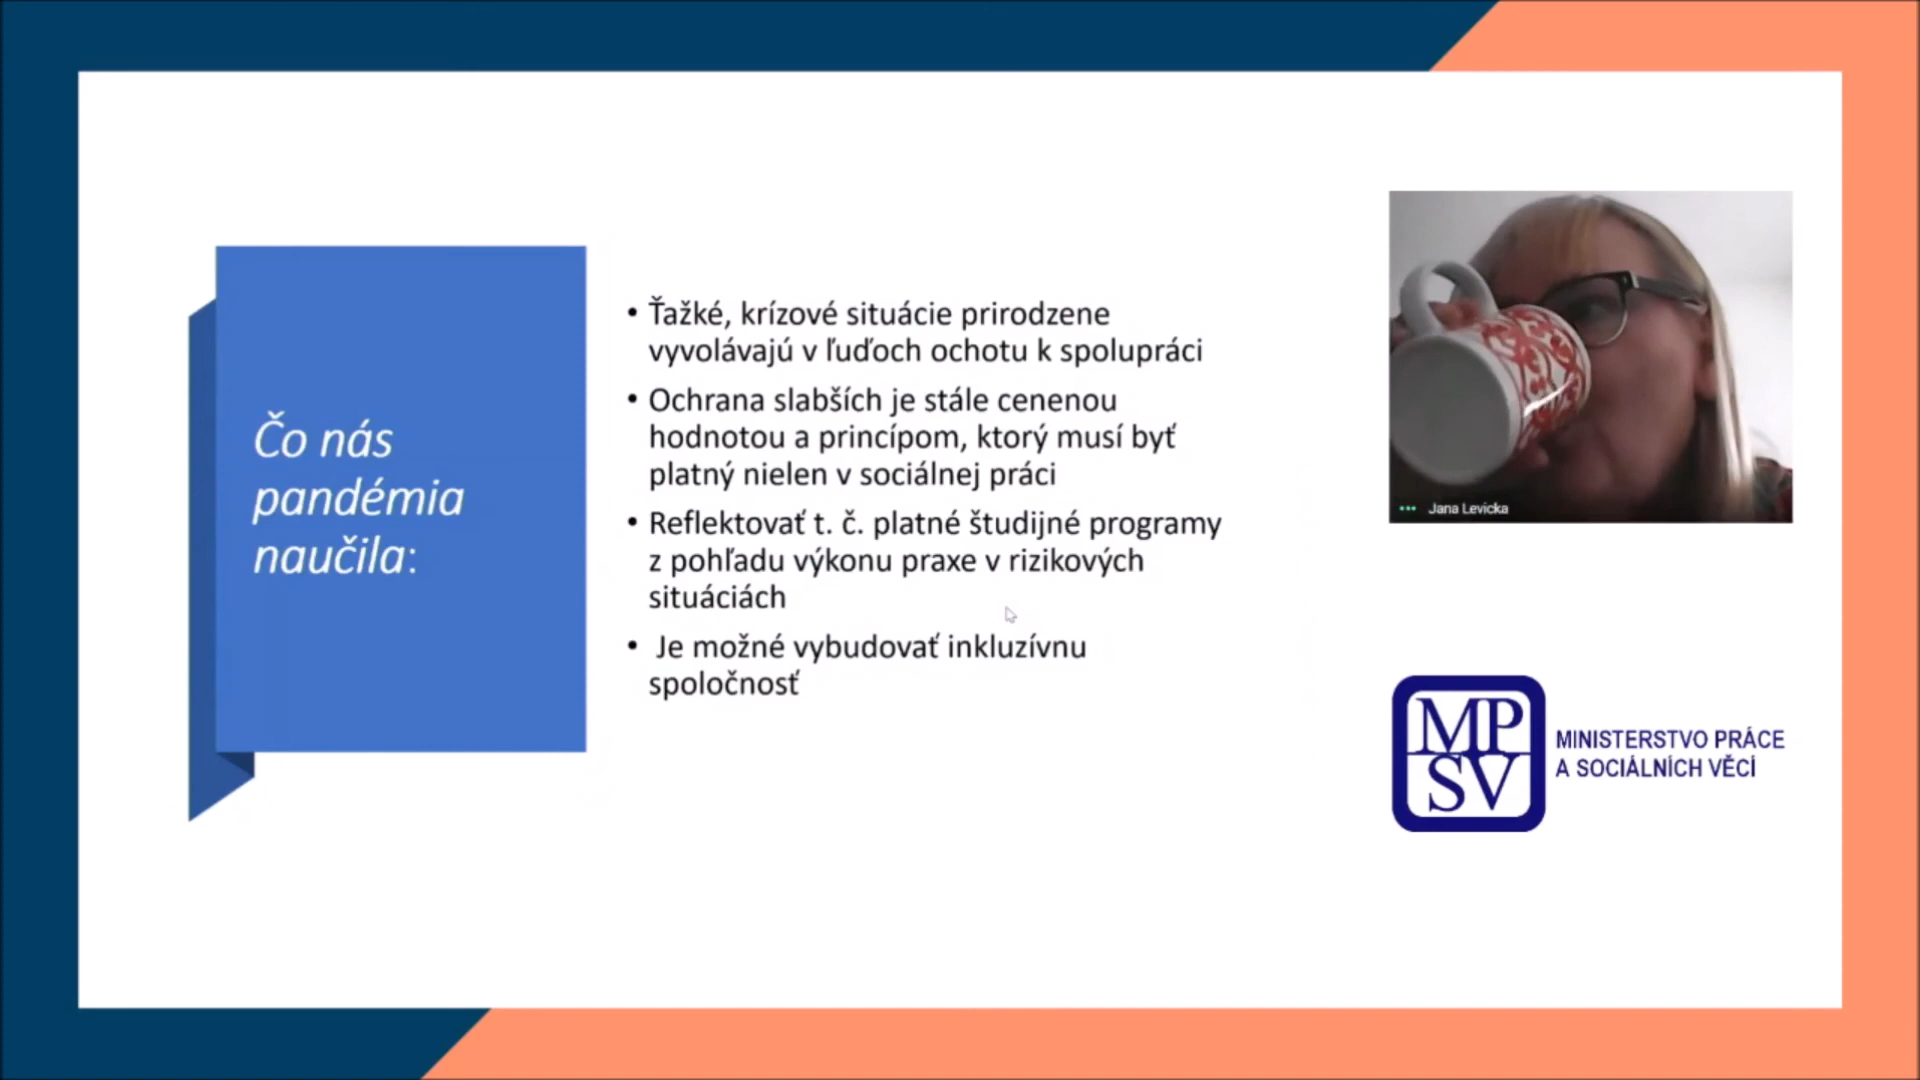 Čo nás
pandémia
naučila:
• Ťažké, krízové situácie prirodzene
vyvolávajú v ľuďoch ochotu k spolupráci
• Ochrana slabších je stále cenenou
hodnotou a princípom, ktorý musí byť
platný nielen v sociálnej práci
• Reflektovať t. č. platné študijné programy
z pohľadu výkonu praxe v rizikových
situáciách
• Je možné vybudovať inkluzívnu
spoločnosť
Jana Levicka
MP
SV
MINISTERSTVO PRÁCE
A SOCIÁLNÍCH VĚCÍ